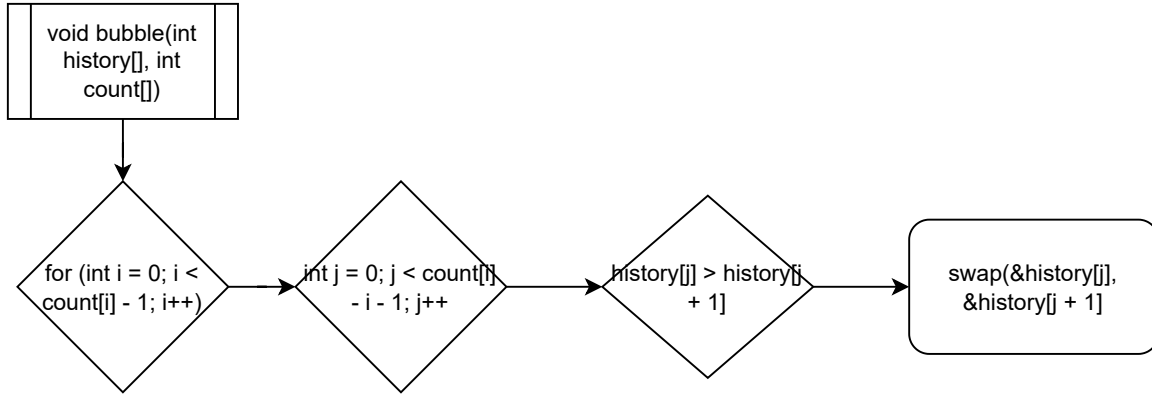 void bubble(int
history[], int
count[])
for (int i = 0; i <
count[i] - 1; i++)
int j = 0; j < count[i]
- i - 1; j++
history[j] > history[j
+ 1]
swap(&history[j],
&history[j + 1]